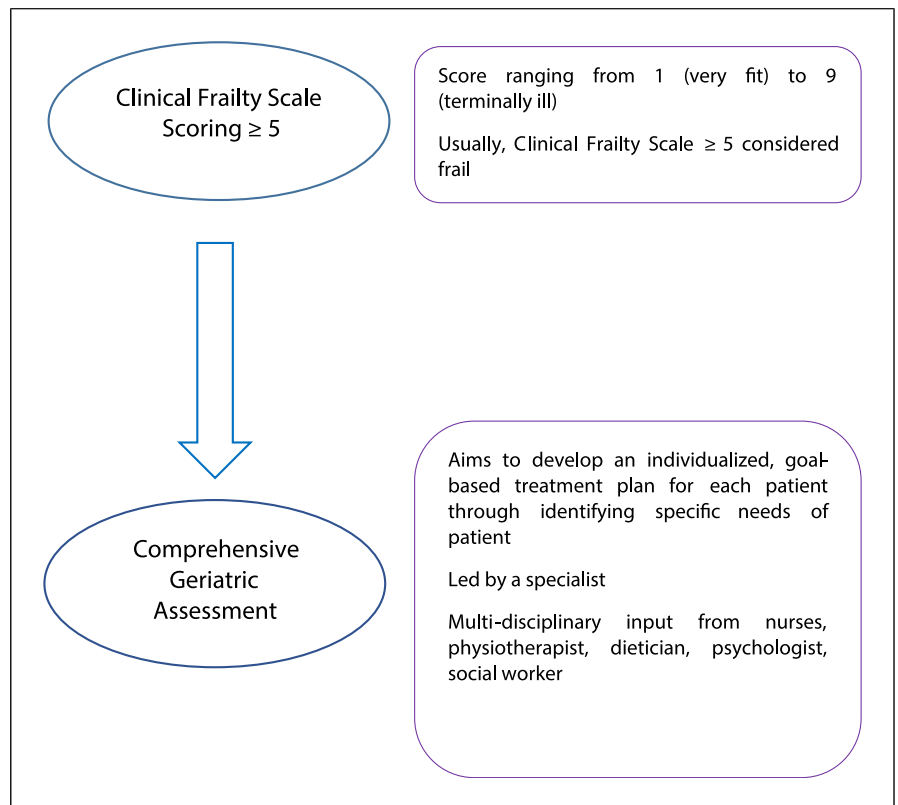 Clinical Frailty Scale
Scoring ≥ 5
Score ranging from 1 (very fit) to 9
(terminally ill)
Usually, Clinical Frailty Scale ≥ 5 considered
frail
Comprehensive
Geriatric
Assessment
Aims to develop an individualized, goal-
based treatment plan for each patient
through identifying specific needs of
patient
Led by a specialist
Multi-disciplinary input from nurses,
physiotherapist, dietician, psychologist,
social worker